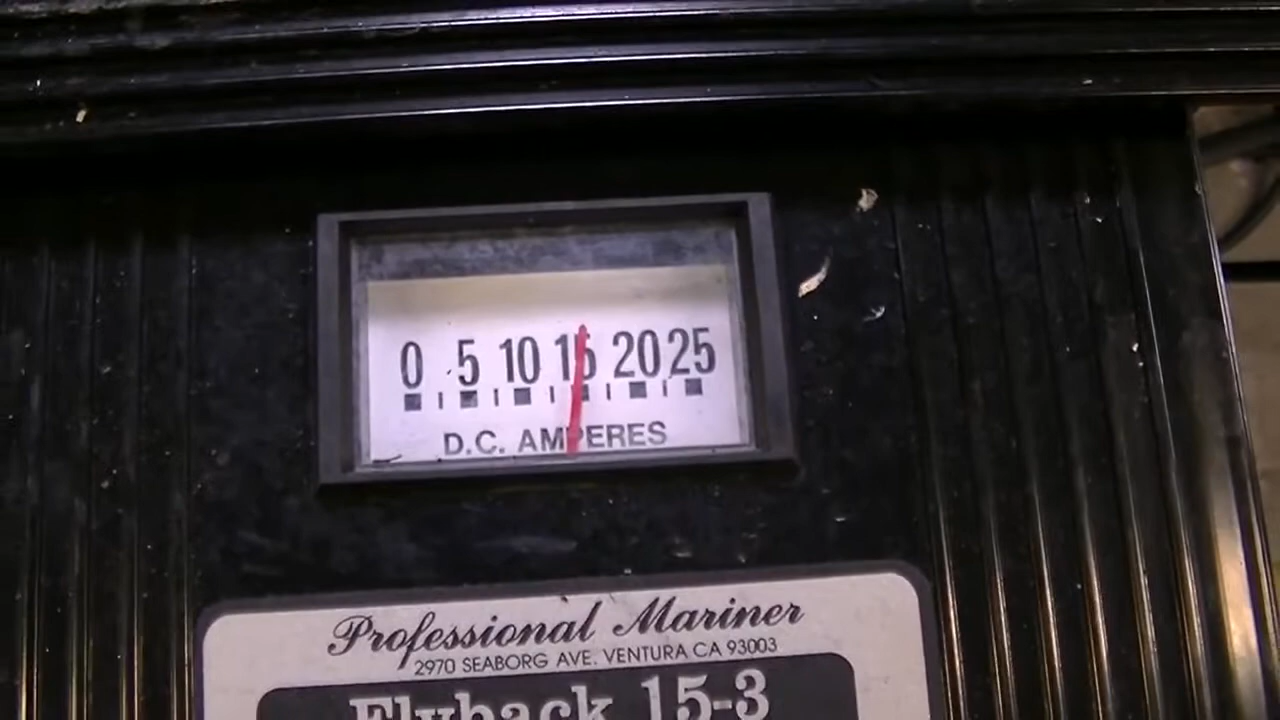 0 5 10 15 20 25
D.C. AMPERES
Professional Mariner
2970 SEABORG AVE. VENTURA CA 93003
Flyback 15-3